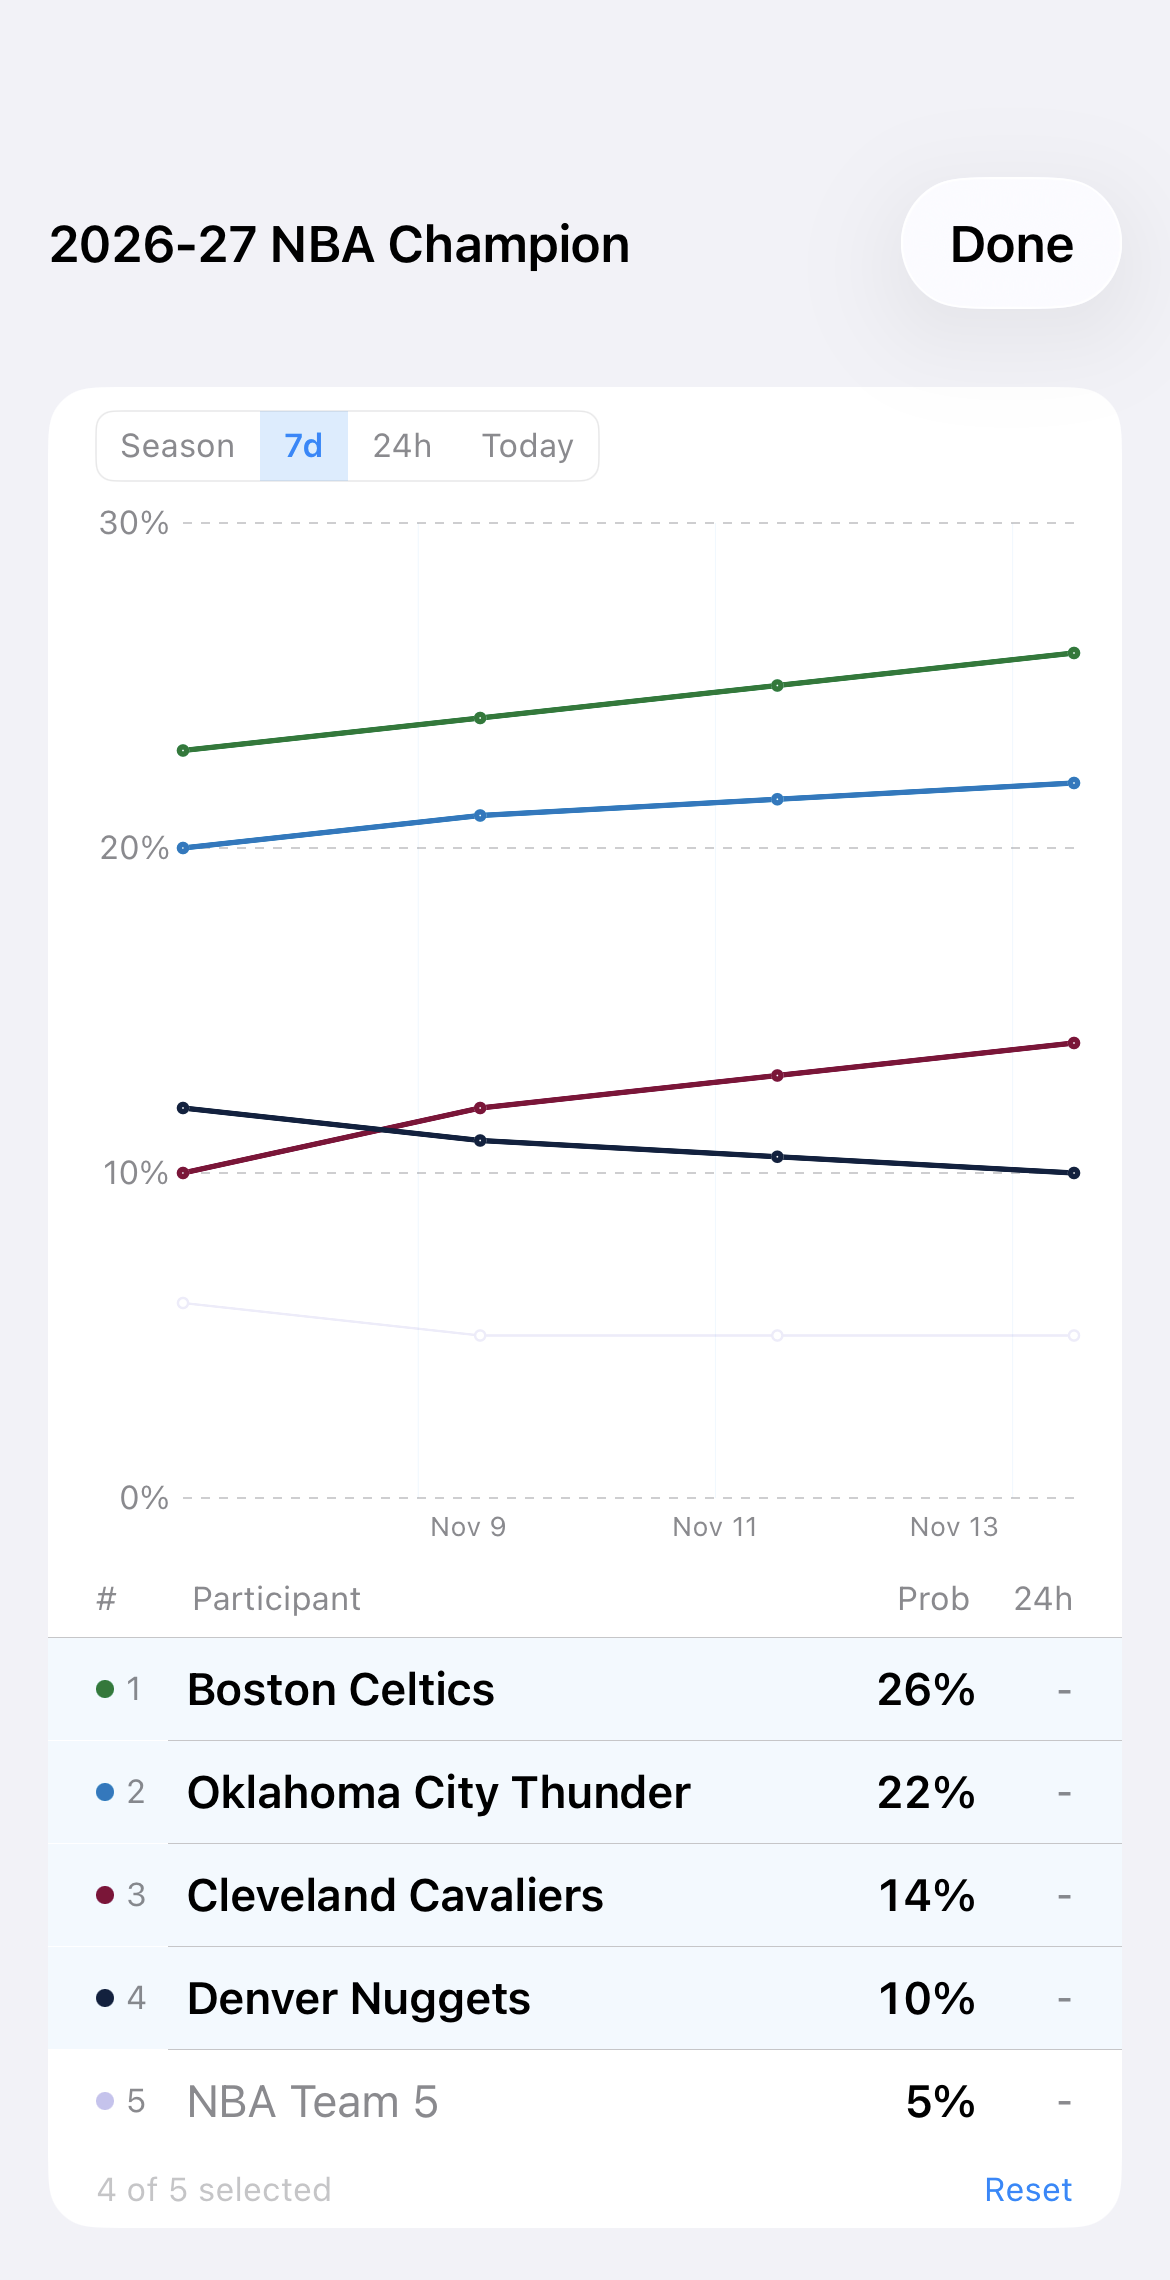 2026-27 NBA Champion
Done
Season 7d 24h Today
30%
20%
10%
0%
Nov 9 Nov 11 Nov 13
# Participant Prob 24h
1 Boston Celtics 26% -
2 Oklahoma City Thunder 22% -
3 Cleveland Cavaliers 14% -
4 Denver Nuggets 10% -
5 NBA Team 5 5% -
4 of 5 selected Reset